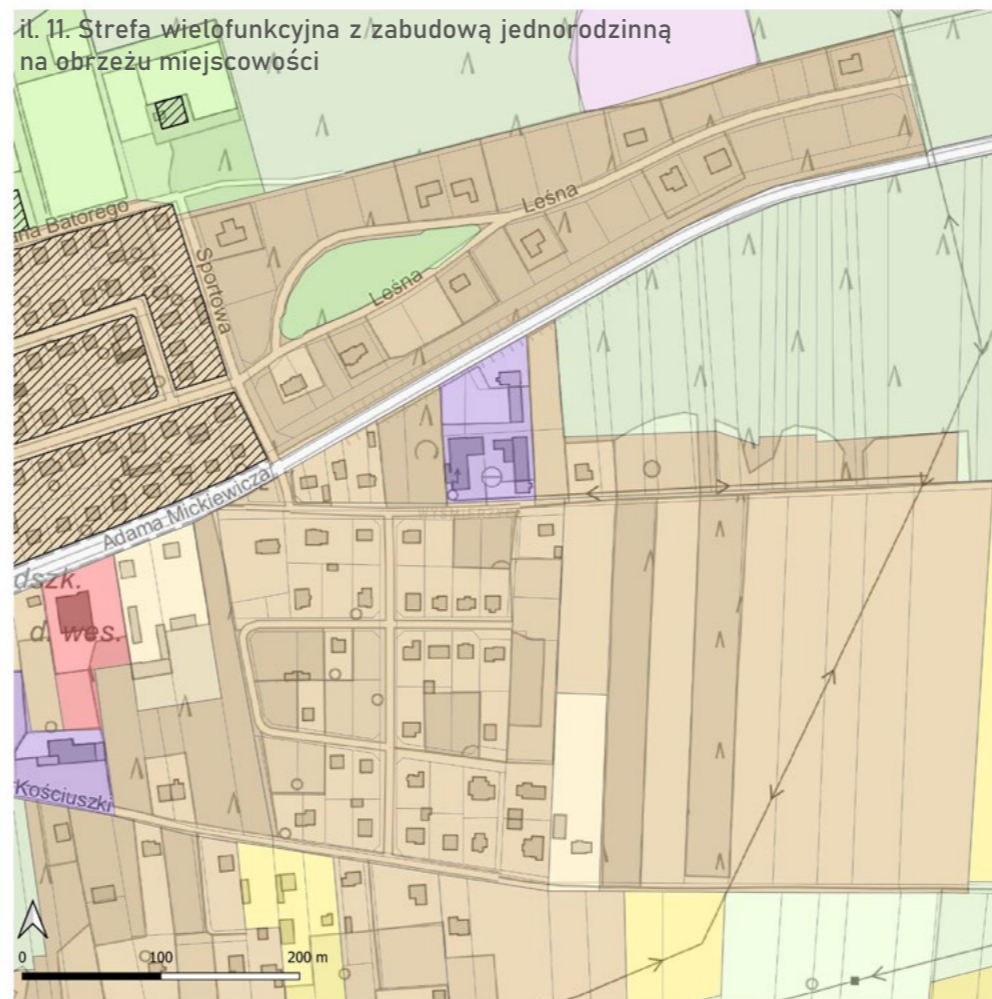 il. 11. Strefa wielofunkcyjna z zabudową jednorodzinną
na obrzeżu miejscowości
Batorego
Sportowa
Leśna
Leśna
Adama Mickiewicza
dszk.
d. wes.
Kościuszki
0 100 200 m